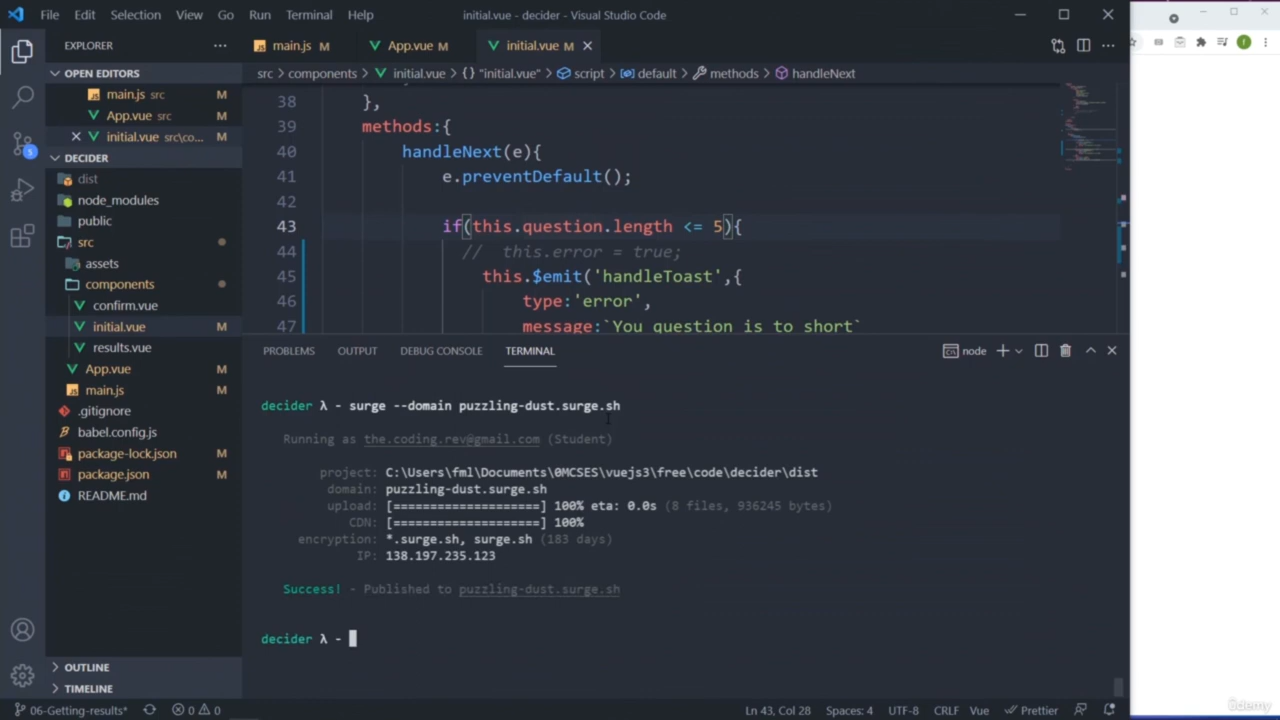 File Edit Selection View Go Run Terminal Help initial.vue - decider - Visual Studio Code
EXPLORER
main.js M App.vue M initial.vue M
OPEN EDITORS
src > components > initial.vue > {} "initial.vue" > script > default > methods > handleNext
main.js src M
App.vue src M
initial.vue src\co... M
DECIDER
dist
node_modules
public
src
assets
components
confirm.vue
initial.vue M
results.vue
App.vue M
main.js M
.gitignore
babel.config.js
package-lock.json M
package.json M
README.md
OUTLINE
TIMELINE
38 },
39 methods:{
40 handleNext(e){
41 e.preventDefault();
42
43 if(this.question.length <= 5){
44 // this.error = true;
45 this.$emit('handleToast',{
46 type:'error',
47 message:`You question is to short`
PROBLEMS OUTPUT DEBUG CONSOLE TERMINAL node
decider λ - surge --domain puzzling-dust.surge.sh
Running as the.coding.rev@gmail.com (Student)
project: C:\Users\fml\Documents\0MCSES\vuejs3\free\code\decider\dist
domain: puzzling-dust.surge.sh
upload: [====================] 100% eta: 0.0s (8 files, 936245 bytes)
CDN: [====================] 100%
encryption: *.surge.sh, surge.sh (183 days)
IP: 138.197.235.123
Success! - Published to puzzling-dust.surge.sh
decider λ -
06-Getting-results* 0 0 Ln 43, Col 28 Spaces: 4 UTF-8 CRLF Vue Prettier
ûdemy